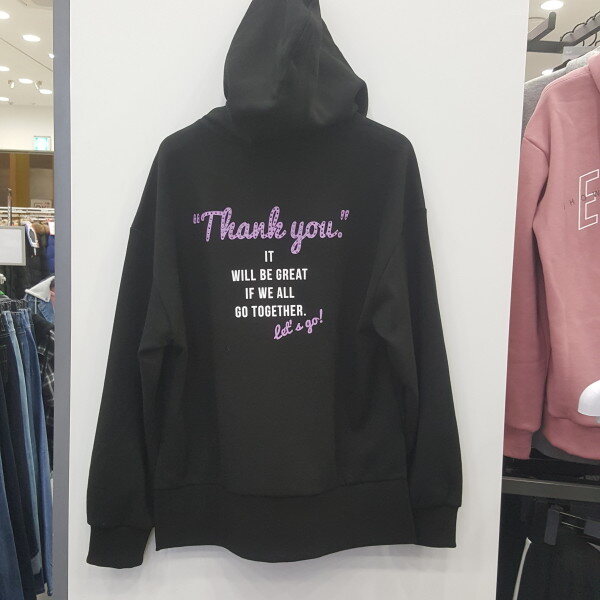 "Thank you."
IT
WILL BE GREAT
IF WE ALL
GO TOGETHER.
let's go!
E